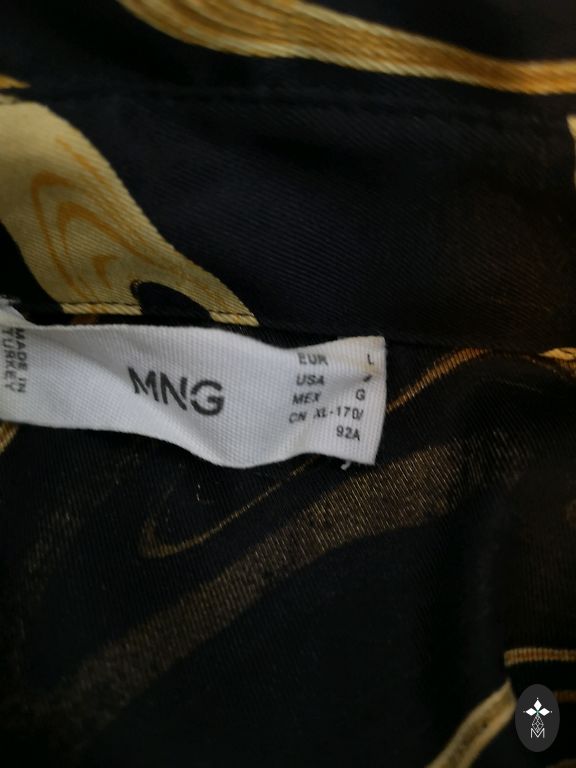 MADE IN
TURKEY
MNG
EUR L
USA
MEX G
CN XL-170/
92A